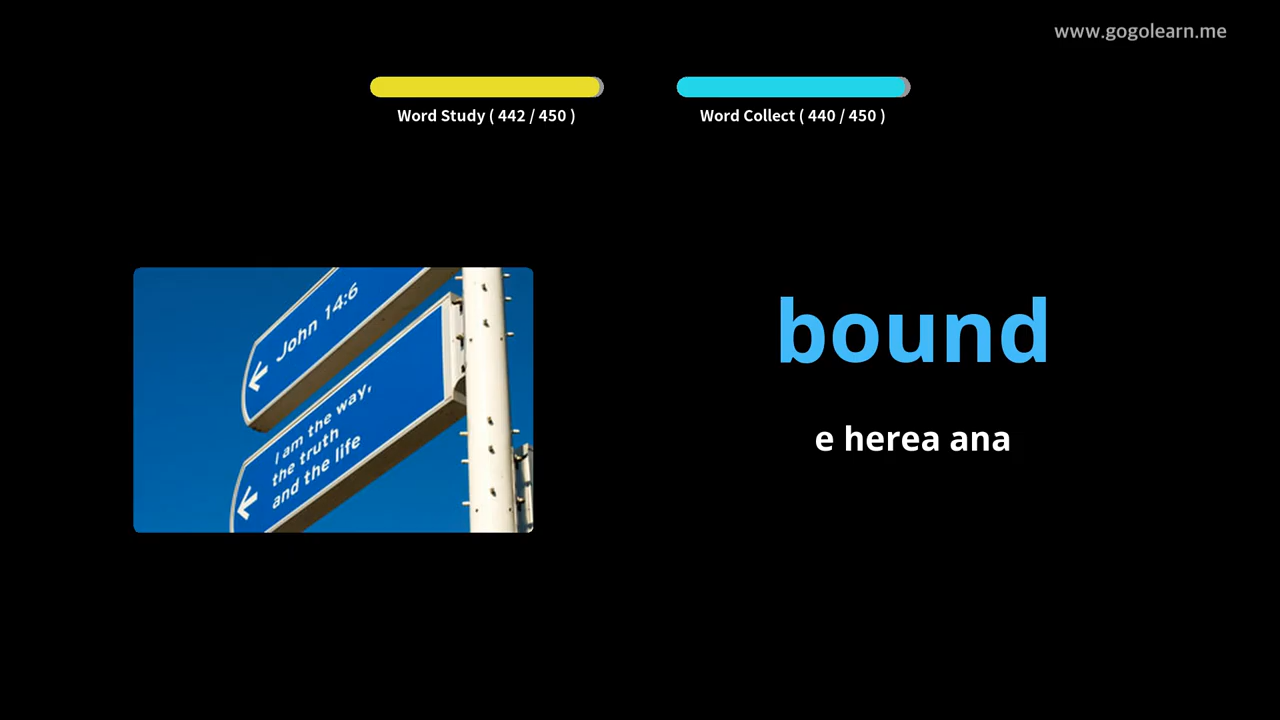 www.gogolearn.me
Word Study ( 442 / 450 )
Word Collect ( 440 / 450 )
John 14:6
I am the way,
the truth
and the life
bound
e herea ana